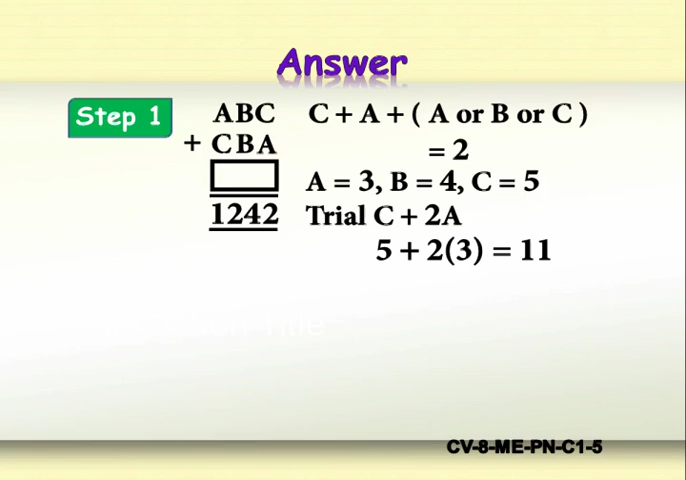 Answer
Step 1
ABC
+ CBA
1242
C + A + ( A or B or C )
= 2
A = 3, B = 4, C = 5
Trial C + 2A
5 + 2(3) = 11
CV-8-ME-PN-C1-5